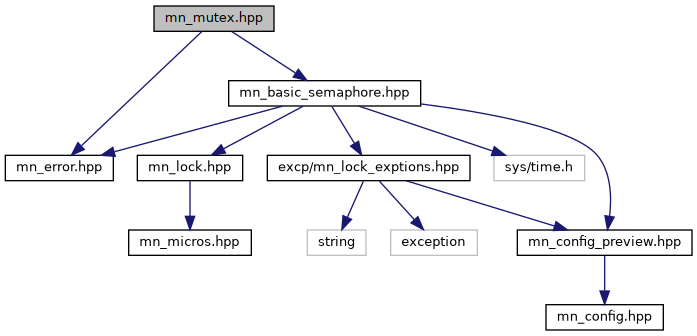 mn_mutex.hpp
mn_basic_semaphore.hpp
mn_error.hpp
mn_lock.hpp
excp/mn_lock_exptions.hpp
sys/time.h
mn_micros.hpp
string
exception
mn_config_preview.hpp
mn_config.hpp